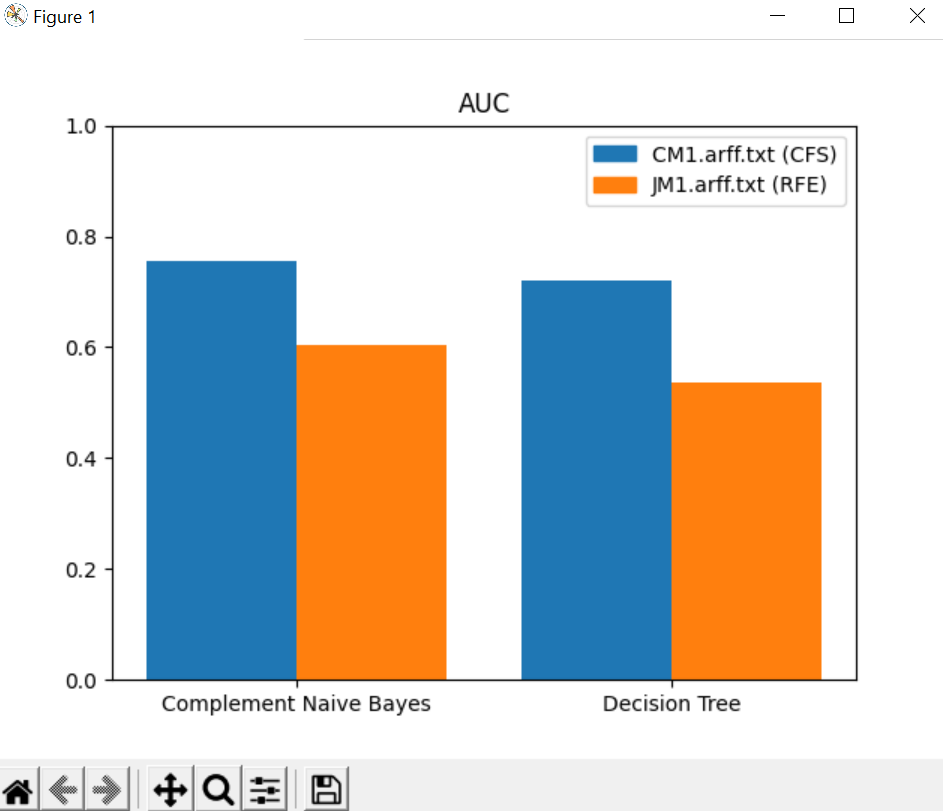 Figure 1
AUC
CM1.arff.txt (CFS)
JM1.arff.txt (RFE)
1.0
0.8
0.6
0.4
0.2
0.0
Complement Naive Bayes
Decision Tree